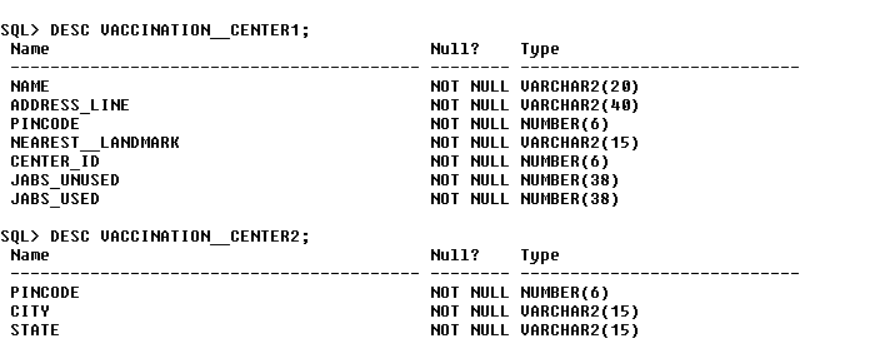 SQL> DESC VACCINATION__CENTER1;
Name Null? Type
----------------------------------------- -------- ----------------------------
NAME NOT NULL VARCHAR2(20)
ADDRESS_LINE NOT NULL VARCHAR2(40)
PINCODE NOT NULL NUMBER(6)
NEAREST__LANDMARK NOT NULL VARCHAR2(15)
CENTER_ID NOT NULL NUMBER(6)
JABS_UNUSED NOT NULL NUMBER(38)
JABS_USED NOT NULL NUMBER(38)
SQL> DESC VACCINATION__CENTER2;
Name Null? Type
----------------------------------------- -------- ----------------------------
PINCODE NOT NULL NUMBER(6)
CITY NOT NULL VARCHAR2(15)
STATE NOT NULL VARCHAR2(15)